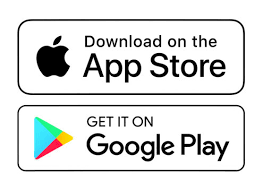 Download on the
App Store
GET IT ON
Google Play